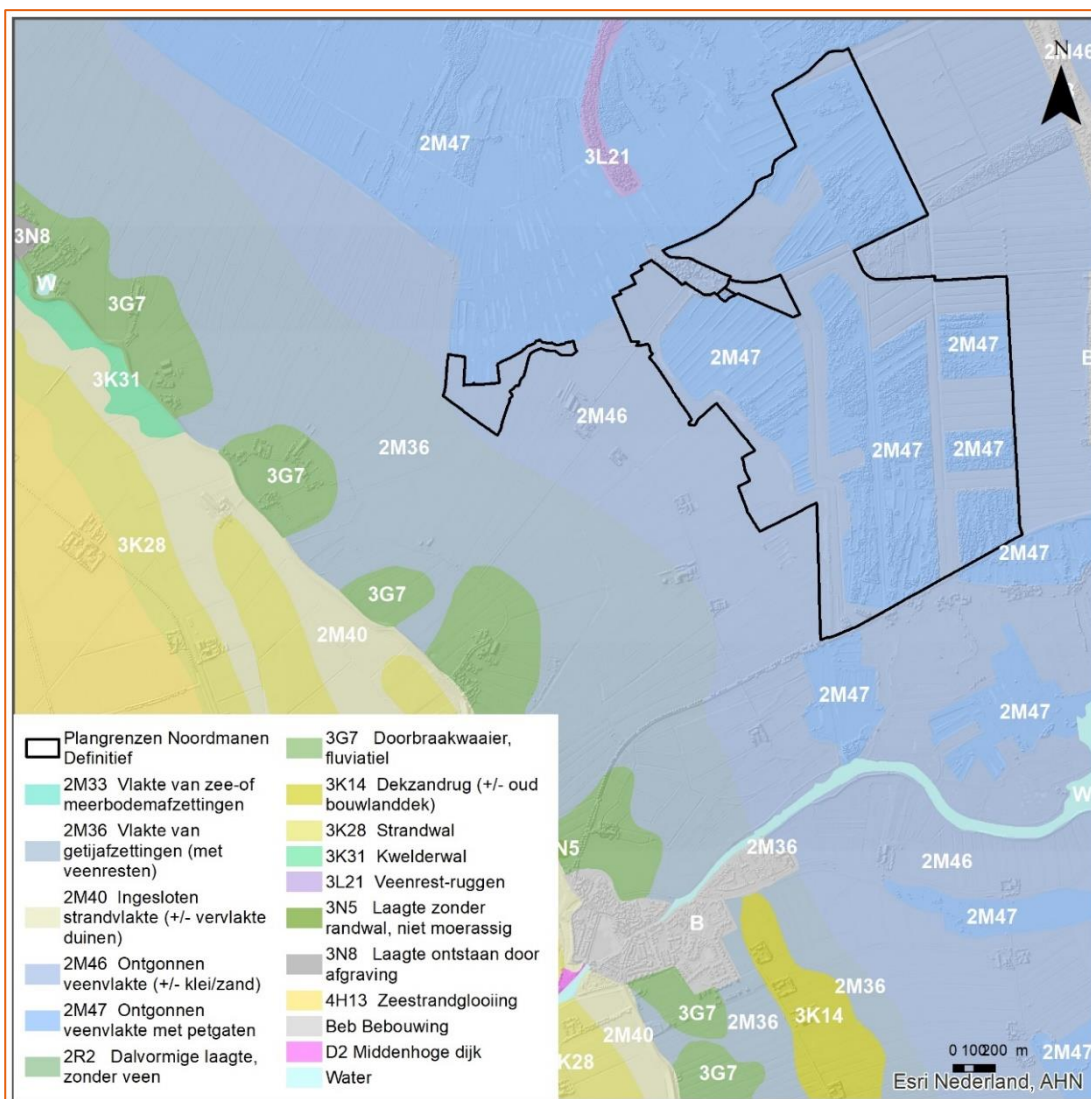 2M46
N
2M47
3L21
3N8
W
3G7
2M47
2M47
3K31
2M46
2M36
2M47
2M47
3G7
3K28
2M47
3G7
2M40
2M47
2M47
W
N5
2M36
2M46
2M47
B
2M36
3G7
2M36
3K14
2M40
K28
3G7
2M47
Plangrenzen Noordmanen
Definitief
2M33 Vlakte van zee-of
meerbodemafzettingen
2M36 Vlakte van
getijafzettingen (met
veenresten)
2M40 Ingesloten
strandvlakte (+/- vervlakte
duinen)
2M46 Ontgonnen
veenvlakte (+/- klei/zand)
2M47 Ontgonnen
veenvlakte met petgaten
2R2 Dalvormige laagte,
zonder veen
3G7 Doorbraakwaaier,
fluviatiel
3K14 Dekzandrug (+/- oud
bouwlanddek)
3K28 Strandwal
3K31 Kwelderwal
3L21 Veenrest-ruggen
3N5 Laagte zonder
randwal, niet moerassig
3N8 Laagte ontstaan door
afgraving
4H13 Zeestrandglooiing
Beb Bebouwing
D2 Middenhoge dijk
Water
0 100200 m
Esri Nederland, AHN